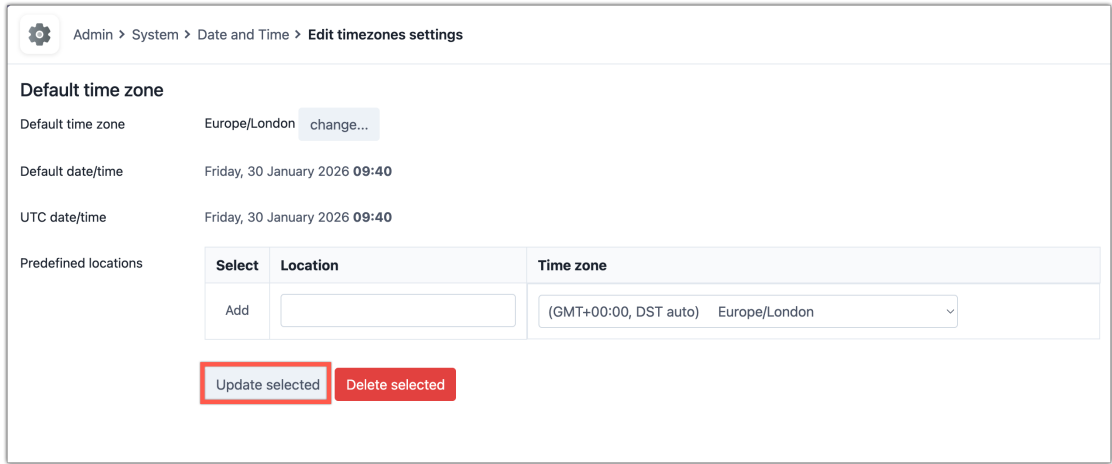 Admin > System > Date and Time > Edit timezones settings
Default time zone
Default time zone Europe/London change...
Default date/time Friday, 30 January 2026 09:40
UTC date/time Friday, 30 January 2026 09:40
Predefined locations Select Location Time zone
Add (GMT+00:00, DST auto) Europe/London
Update selected Delete selected